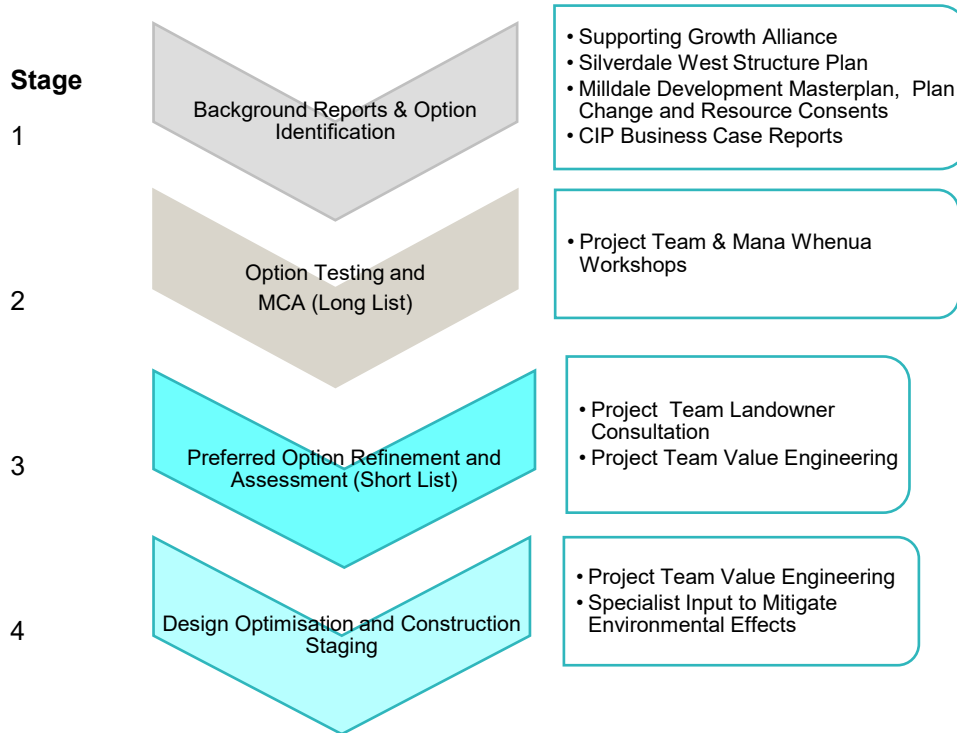 Stage
1
Background Reports & Option
Identification
• Supporting Growth Alliance
• Silverdale West Structure Plan
• Milldale Development Masterplan, Plan
Change and Resource Consents
• CIP Business Case Reports
2
Option Testing and
MCA (Long List)
• Project Team & Mana Whenua
Workshops
3
Preferred Option Refinement and
Assessment (Short List)
• Project Team Landowner
Consultation
• Project Team Value Engineering
4
Design Optimisation and Construction
Staging
• Project Team Value Engineering
• Specialist Input to Mitigate
Environmental Effects